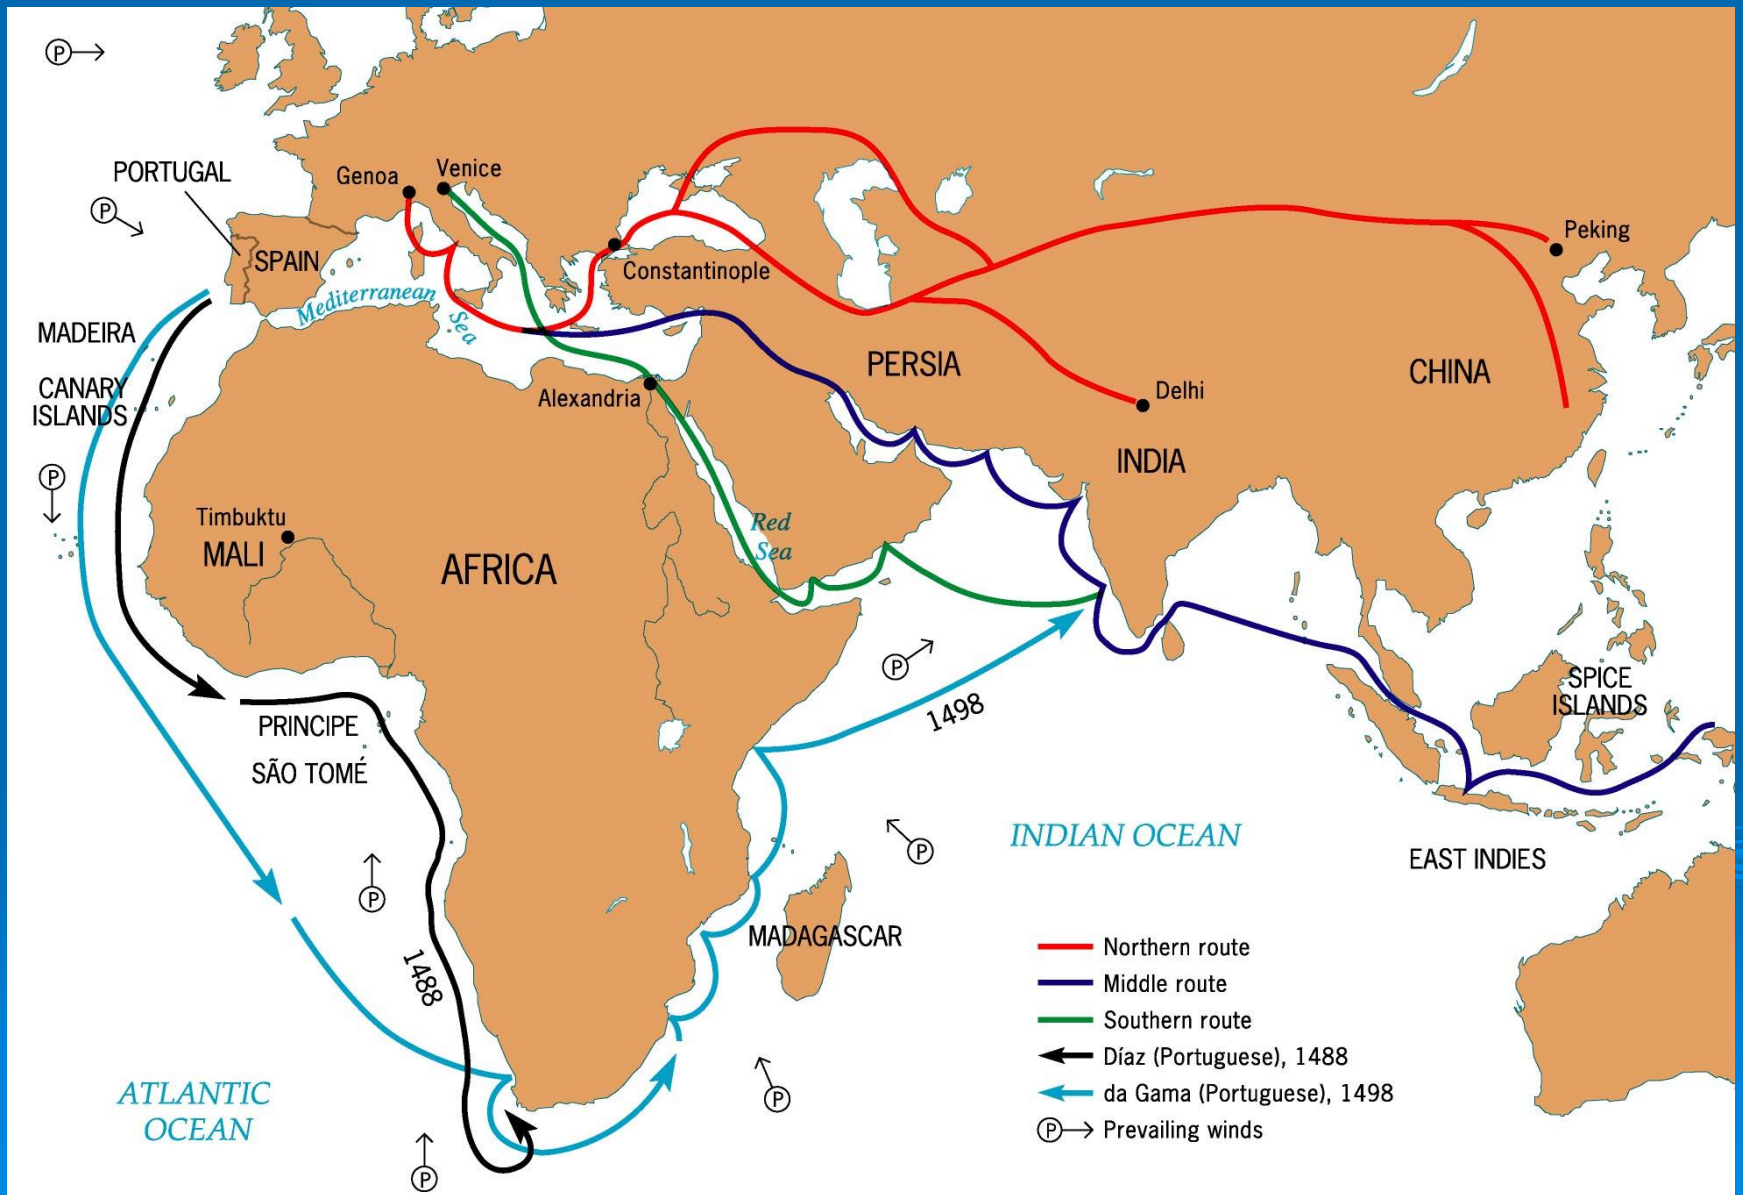 P
PORTUGAL
P
SPAIN
Genoa
Venice
Constantinople
Peking
Mediterranean
Sea
MADEIRA
CANARY
ISLANDS
P
Alexandria
PERSIA
Delhi
CHINA
INDIA
Timbuktu
MALI
AFRICA
Red
Sea
P
1498
SPICE
ISLANDS
PRINCIPE
SÃO TOMÉ
P
1488
P
INDIAN OCEAN
EAST INDIES
MADAGASCAR
P
P
ATLANTIC
OCEAN
Northern route
Middle route
Southern route
Díaz (Portuguese), 1488
da Gama (Portuguese), 1498
P Prevailing winds